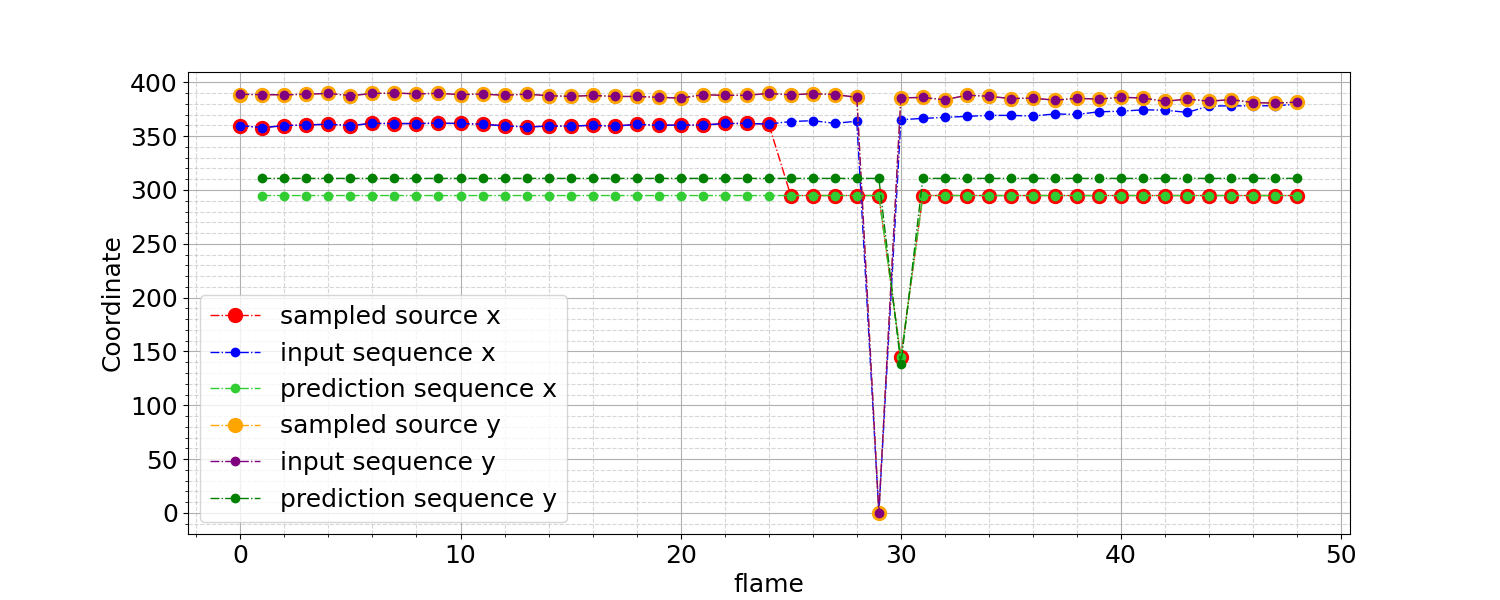 400
350
300
250
200
150
100
50
0
Coordinate
sampled source x
input sequence x
prediction sequence x
sampled source y
input sequence y
prediction sequence y
0 10 20 30 40 50
flame